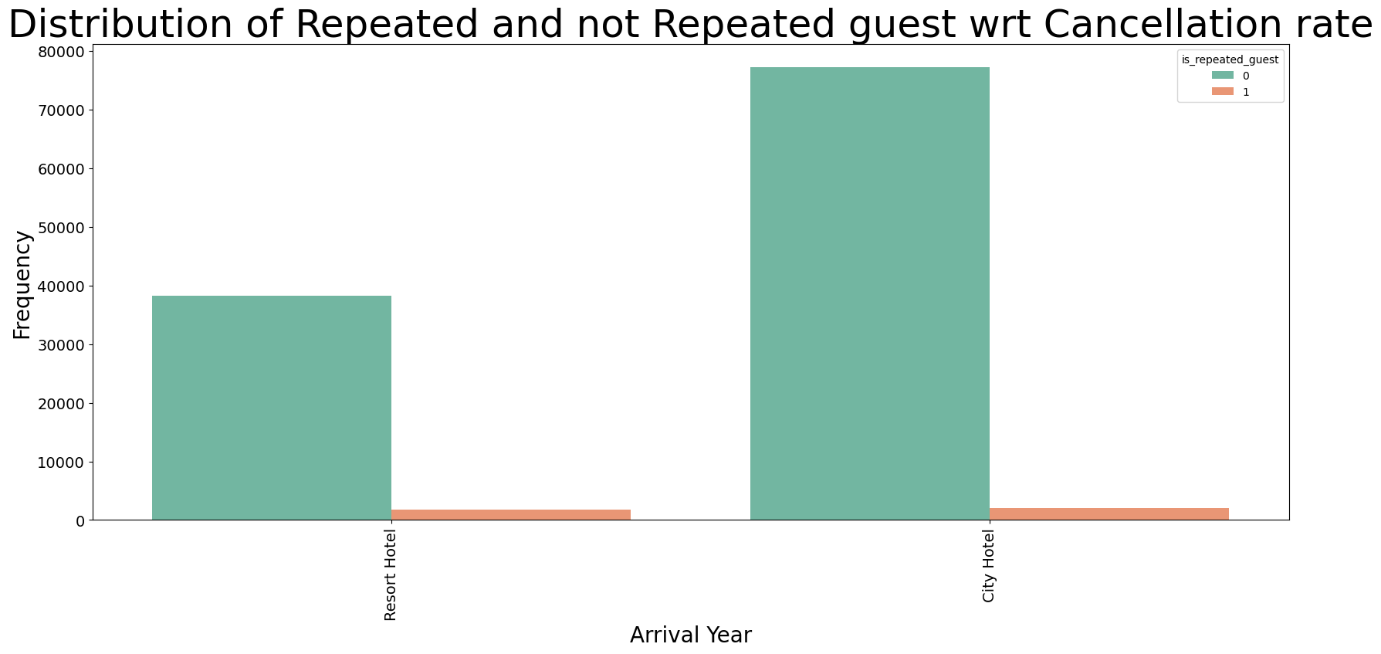 Distribution of Repeated and not Repeated guest wrt Cancellation rate
is_repeated_guest
0
1
80000
70000
60000
50000
40000
30000
20000
10000
0
Frequency
Resort Hotel
City Hotel
Arrival Year